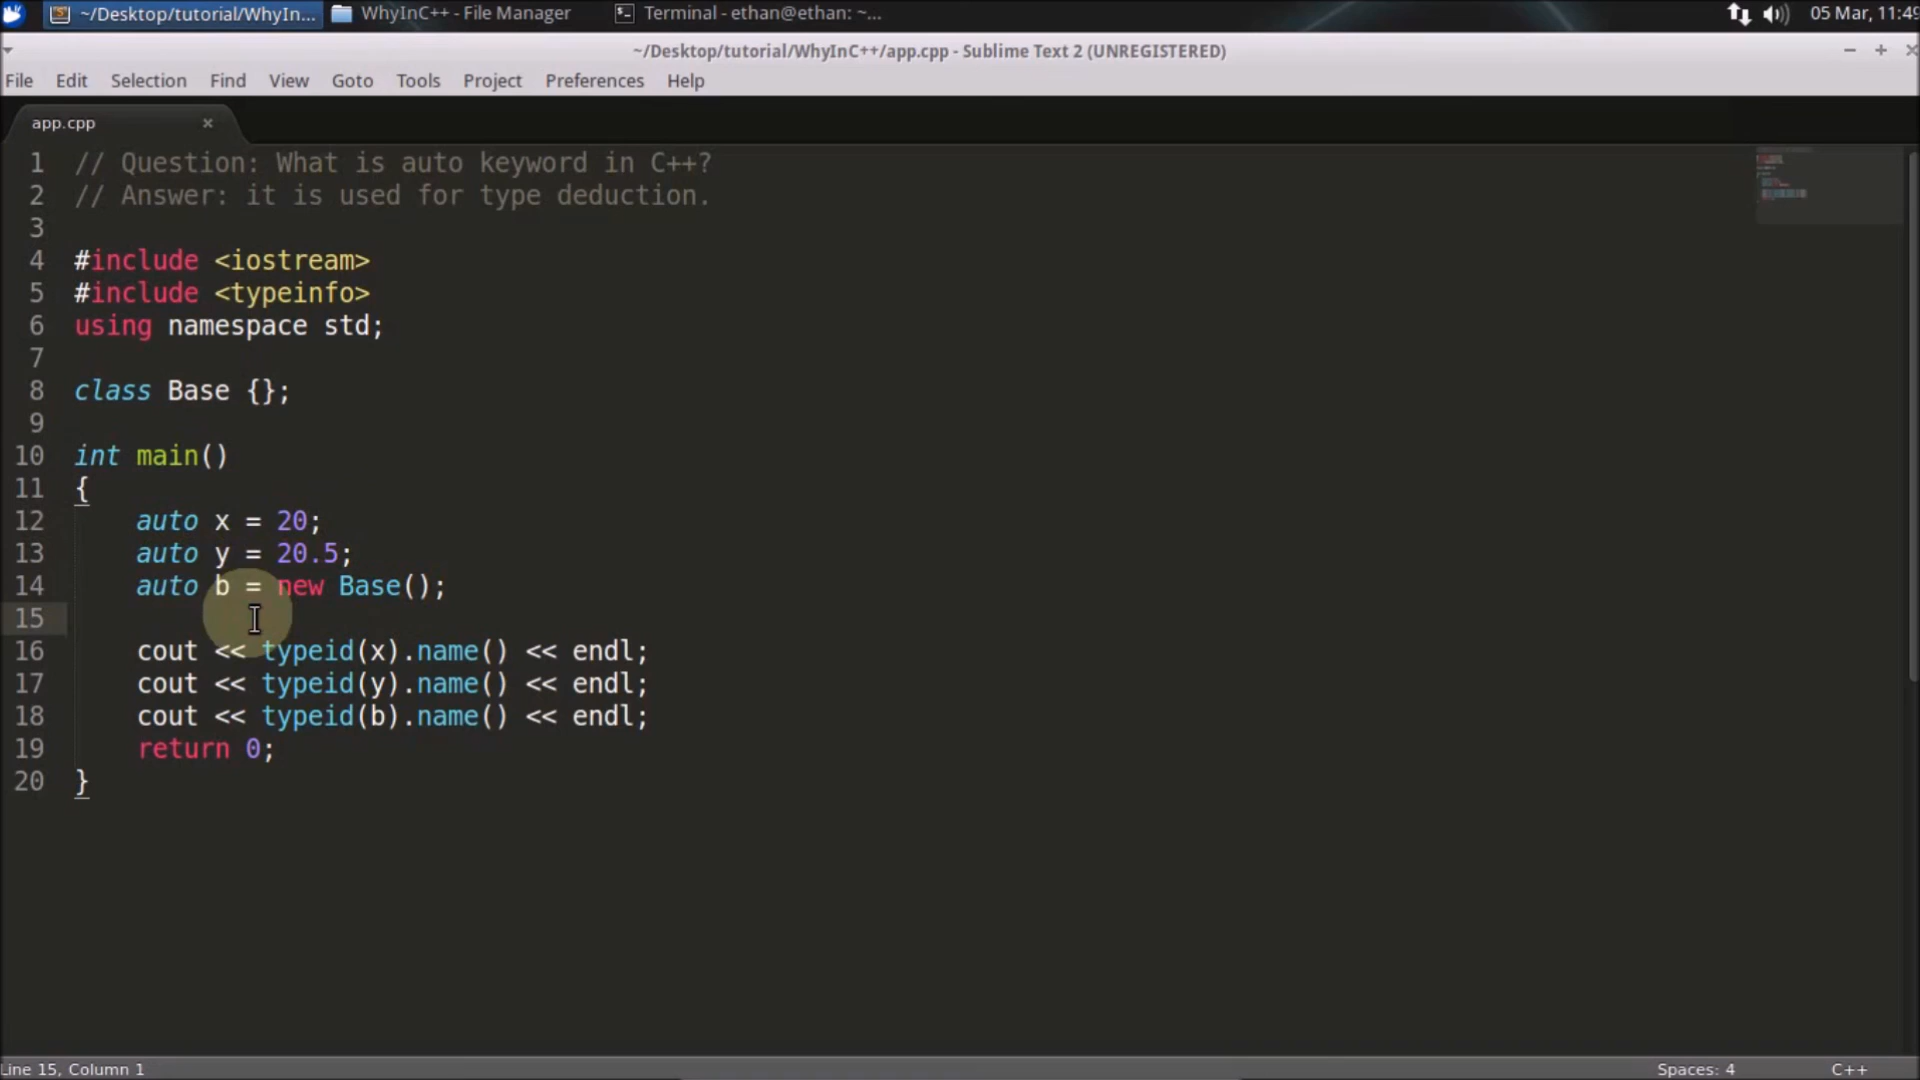 ~/Desktop/tutorial/WhyIn... WhyInC++ - File Manager Terminal - ethan@ethan: ~... 05 Mar, 11:49
~/Desktop/tutorial/WhyInC++/app.cpp - Sublime Text 2 (UNREGISTERED)
File Edit Selection Find View Goto Tools Project Preferences Help
app.cpp
1 // Question: What is auto keyword in C++?
2 // Answer: it is used for type deduction.
3
4 #include <iostream>
5 #include <typeinfo>
6 using namespace std;
7
8 class Base {};
9
10 int main()
11 {
12     auto x = 20;
13     auto y = 20.5;
14     auto b = new Base();
15
16     cout << typeid(x).name() << endl;
17     cout << typeid(y).name() << endl;
18     cout << typeid(b).name() << endl;
19     return 0;
20 }
Line 15, Column 1 Spaces: 4 C++